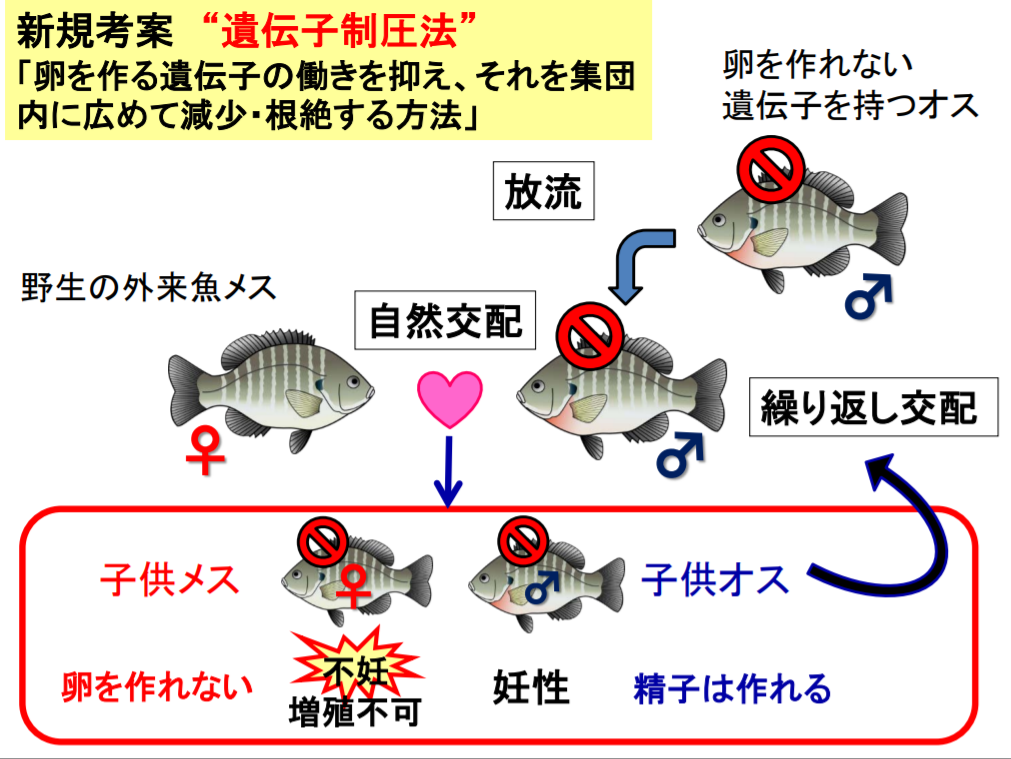 新規考案 “遺伝子制圧法”
「卵を作る遺伝子の働きを抑え、それを集団
内に広めて減少・根絶する方法」
卵を作れない
遺伝子を持つオス
放流
♂
野生の外来魚メス
自然交配
♀
♂
繰り返し交配
子供メス
♀
♂
子供オス
卵を作れない
不妊
増殖不可
妊性
精子は作れる